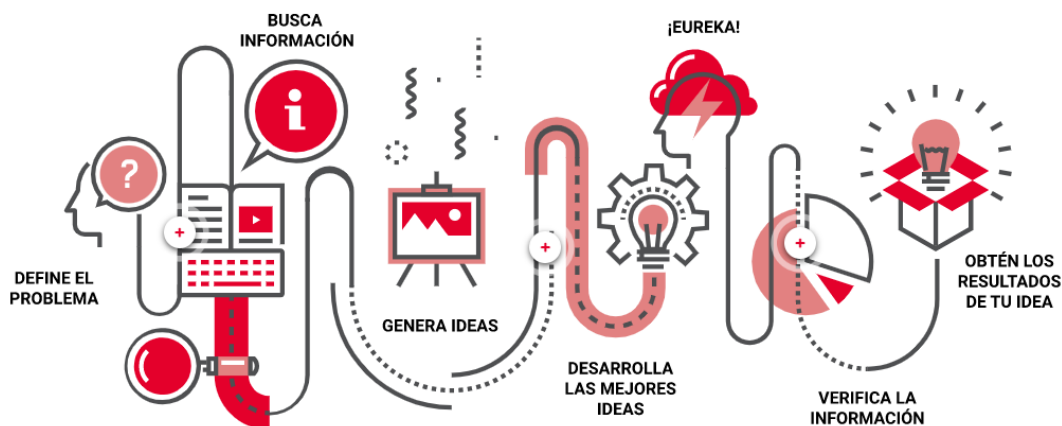 DEFINE EL
PROBLEMA
?
BUSCA
INFORMACIÓN
i
GENERA IDEAS
DESARROLLA
LAS MEJORES
IDEAS
¡EUREKA!
VERIFICA LA
INFORMACIÓN
OBTÉN LOS
RESULTADOS
DE TU IDEA